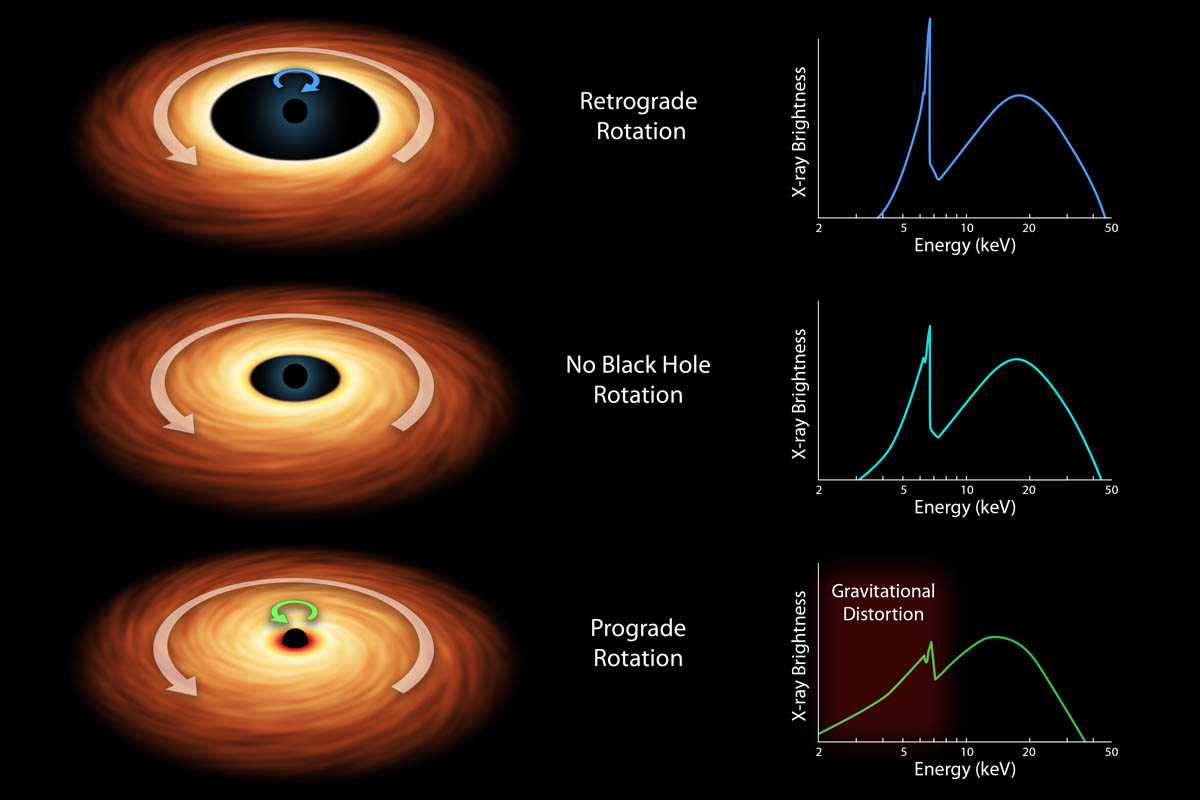 Retrograde
Rotation
X-ray Brightness
2 5 10 20 50
Energy (keV)
No Black Hole
Rotation
X-ray Brightness
2 5 10 20 50
Energy (keV)
Prograde
Rotation
X-ray Brightness
Gravitational
Distortion
2 5 10 20 50
Energy (keV)